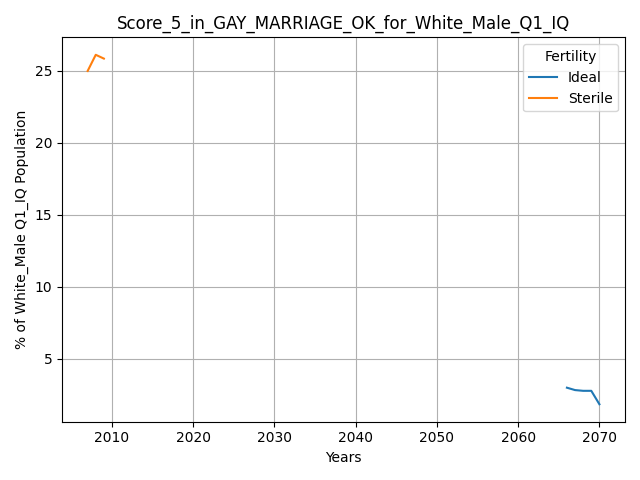 Score_5_in_GAY_MARRIAGE_OK_for_White_Male_Q1_IQ
% of White_Male Q1_IQ Population
25
20
15
10
5
Fertility
Ideal
Sterile
2010 2020 2030 2040 2050 2060 2070
Years